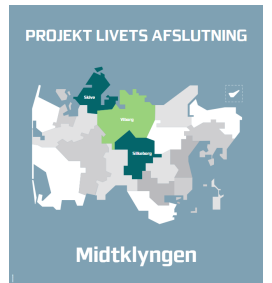 PROJEKT LIVETS AFSLUTNING
Skive
Viborg
Silkeborg
Midtklyngen